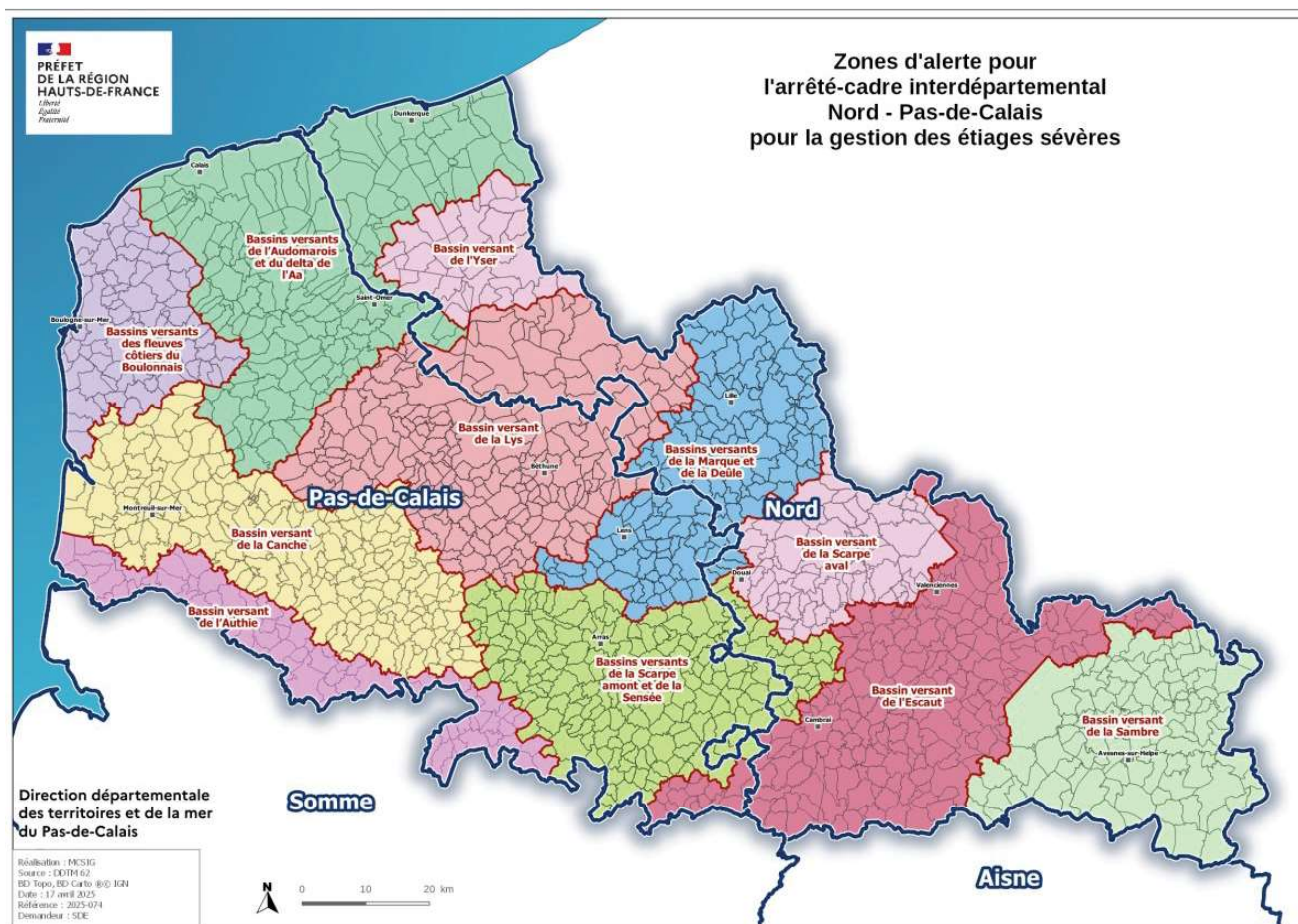 PRÉFET
DE LA RÉGION
HAUTS-DE-FRANCE
Liberté
Égalité
Fraternité
Zones d'alerte pour
l'arrêté-cadre interdépartemental
Nord - Pas-de-Calais
pour la gestion des étiages sévères
Dunkerque
Calais
Bassins versants
de l'Audomarois
et du delta de
l'Aa
Bassin versant
de l'Yser
Saint-Omer
Boulogne-sur-Mer
Bassins versants
des fleuves
côtiers du
Boulonnais
Lille
Bassin versant
de la Lys
Béthune
Bassins versants
de la Marque et
de la Deûle
Pas-de-Calais
Nord
Montreuil-sur-Mer
Bassin versant
de la Canche
Lens
Bassin versant
de la Scarpe
aval
Douai
Valenciennes
Bassin versant
de l'Authie
Arras
Bassins versants
de la Scarpe
amont et de la
Sensée
Bassin versant
de l'Escaut
Cambrai
Bassin versant
de la Sambre
Avesnes-sur-Helpe
Somme
Aisne
Direction départementale
des territoires et de la mer
du Pas-de-Calais
Réalisation : MCSIG
Source : DDTM 62
BD Topo, BD Carto ®© IGN
Date : 17 avril 2025
Référence : 2025-074
Demandeur : SDE
N
0 10 20 km